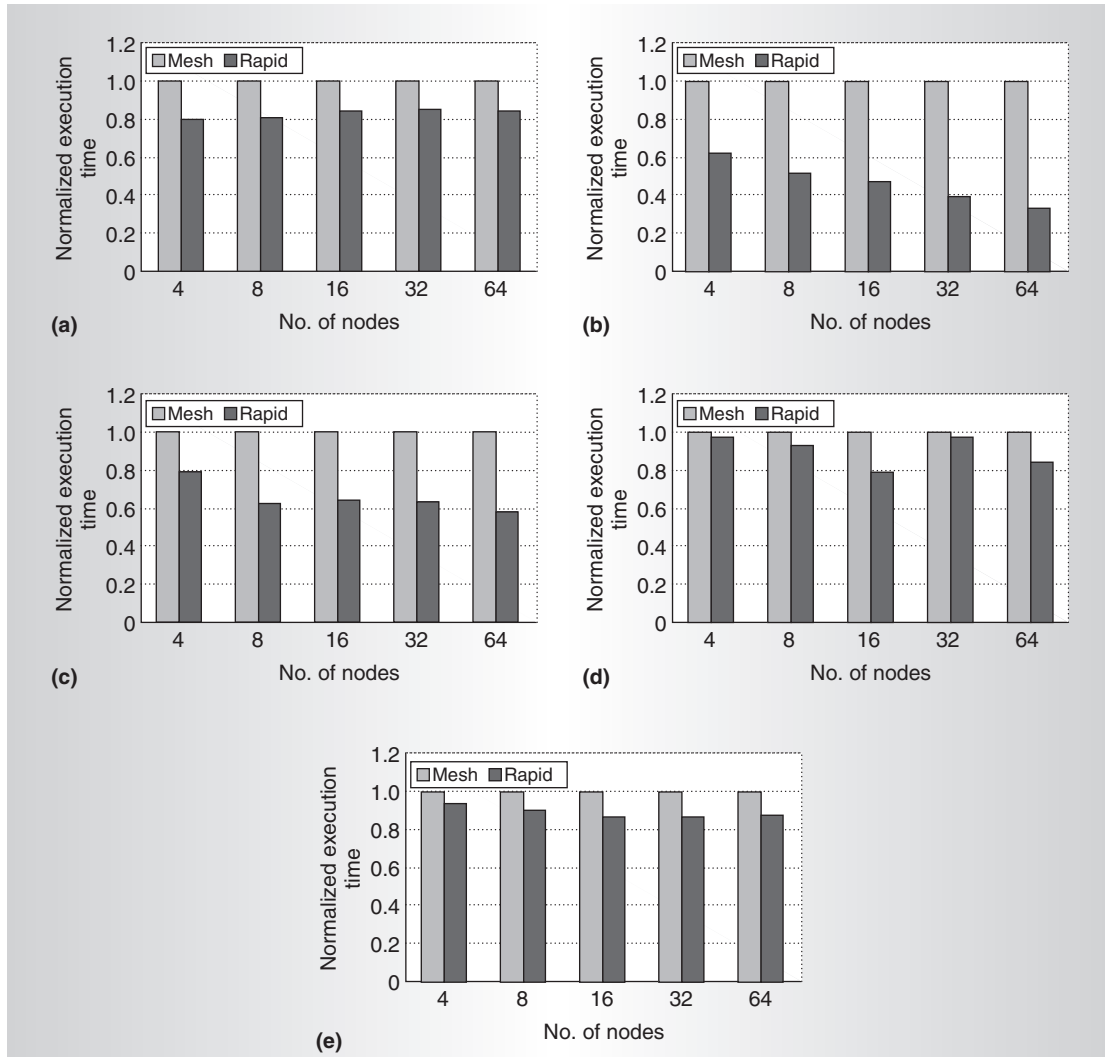 1.2
Mesh Rapid
1.0
0.8
0.6
0.4
0.2
0
Normalized execution
time
4 8 16 32 64
No. of nodes
(a)
1.2
Mesh Rapid
1.0
0.8
0.6
0.4
0.2
0
Normalized execution
time
4 8 16 32 64
No. of nodes
(b)
1.2
Mesh Rapid
1.0
0.8
0.6
0.4
0.2
0
Normalized execution
time
4 8 16 32 64
No. of nodes
(c)
1.2
Mesh Rapid
1.0
0.8
0.6
0.4
0.2
0
Normalized execution
time
4 8 16 32 64
No. of nodes
(d)
1.2
Mesh Rapid
1.0
0.8
0.6
0.4
0.2
0
Normalized execution
time
4 8 16 32 64
No. of nodes
(e)